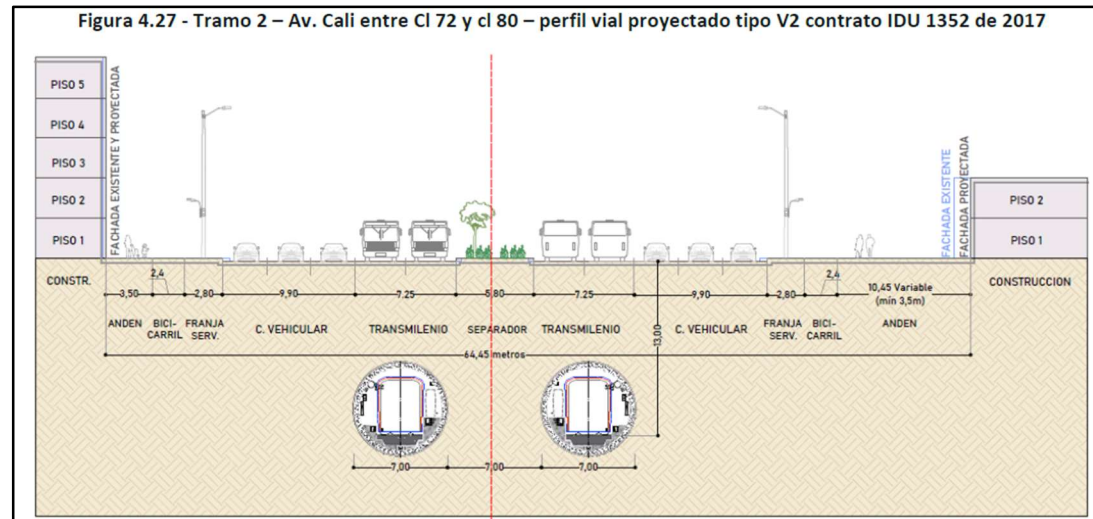 Figura 4.27 - Tramo 2 – Av. Cali entre Cl 72 y cl 80 – perfil vial proyectado tipo V2 contrato IDU 1352 de 2017
PISO 5
PISO 4
PISO 3
PISO 2
PISO 1
FACHADA EXISTENTE Y PROYECTADA
FACHADA EXISTENTE
FACHADA PROYECTADA
PISO 2
PISO 1
CONSTR.
CONSTRUCCION
2,4
2,4
3,50
2,80
9,90
7.25
5,80
7,25
9,90
2,80
10,45 Variable
(mín 3,5m)
ANDEN
BICI-
CARRIL
FRANJA
SERV.
C. VEHICULAR
TRANSMILENIO
SEPARADOR
TRANSMILENIO
C. VEHICULAR
FRANJA
SERV.
BICI-
CARRIL
ANDEN
13,00
64,45 metros
7,00
7,00
7,00